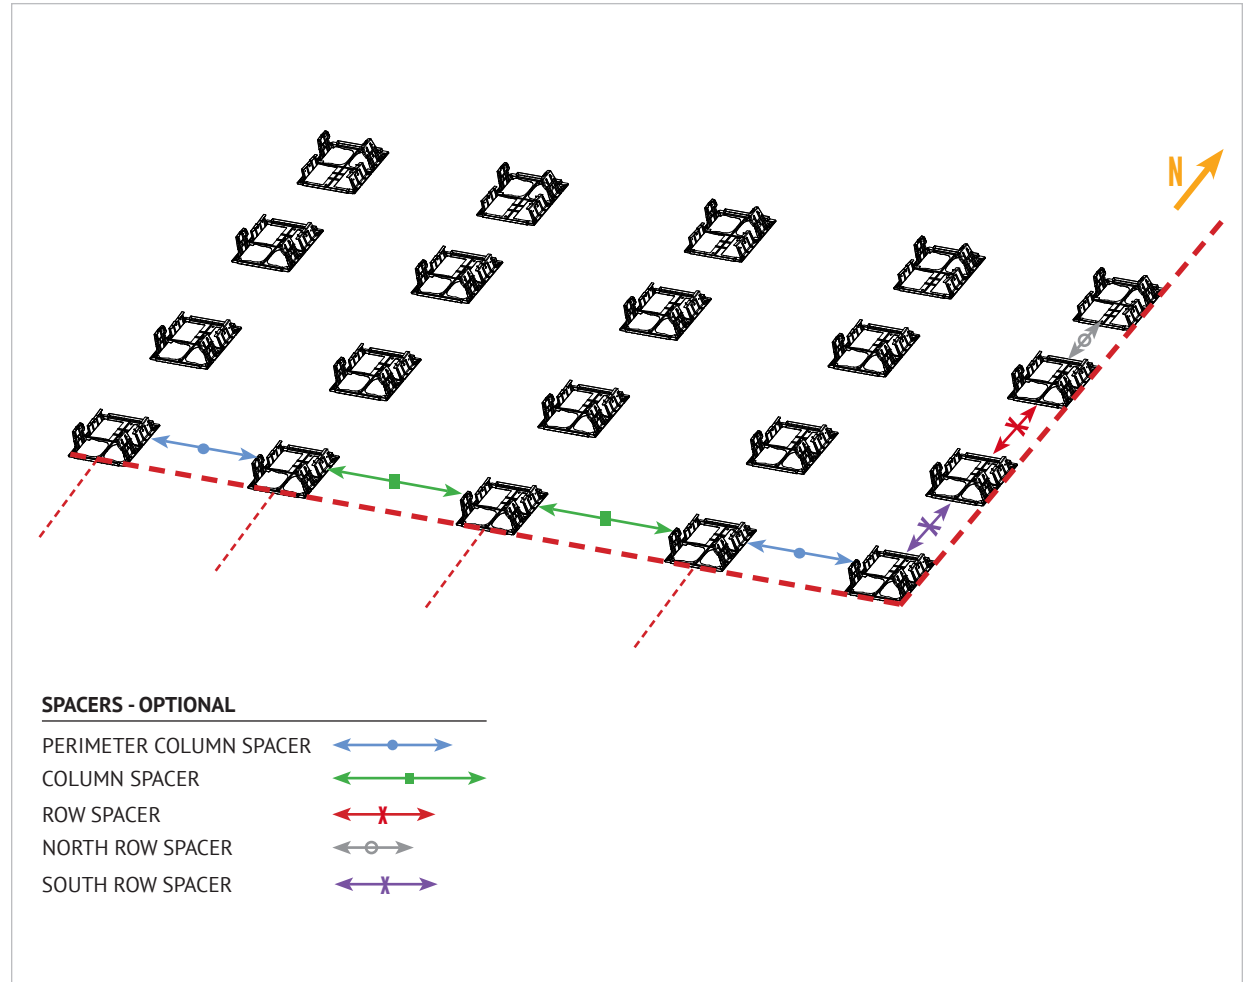 N
SPACERS - OPTIONAL
PERIMETER COLUMN SPACER
COLUMN SPACER
ROW SPACER
NORTH ROW SPACER
SOUTH ROW SPACER